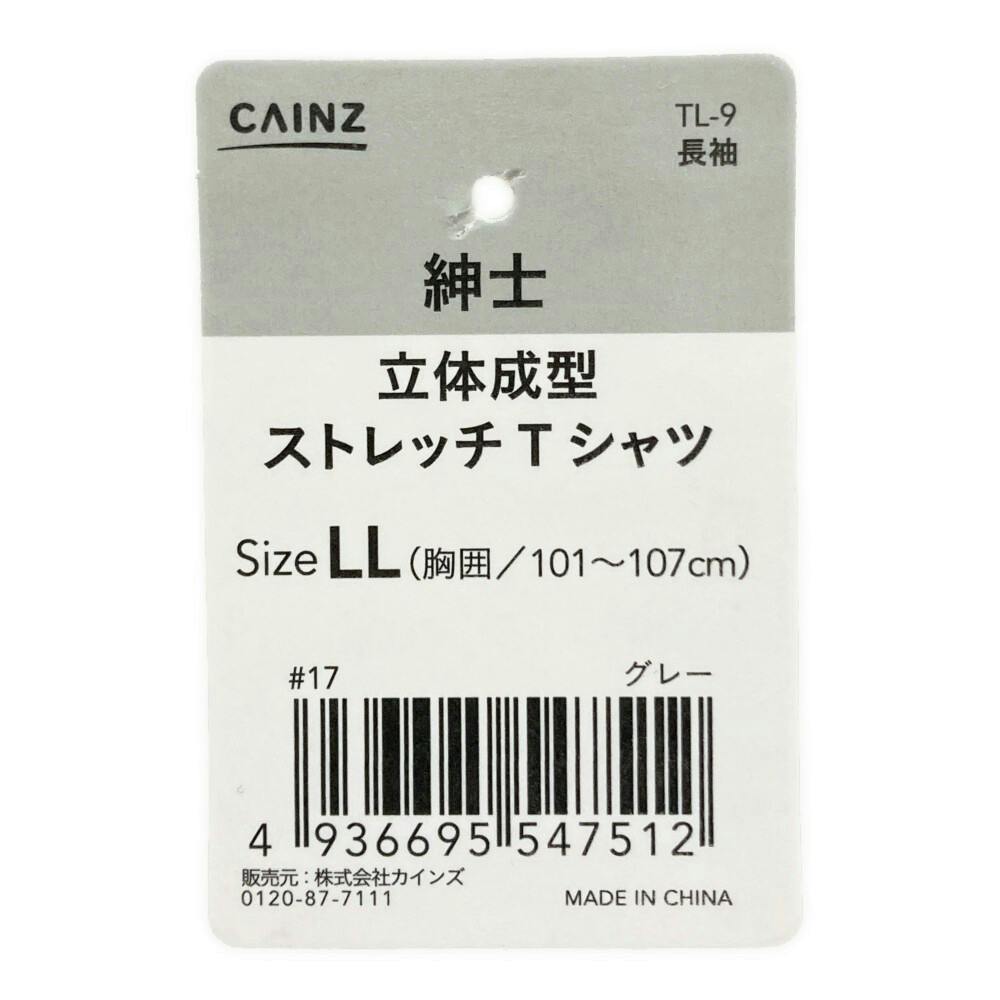 CAINZ
TL-9
長袖
紳士
立体成型
ストレッチTシャツ
Size LL(胸囲/101〜107cm)
#17
グレー
4 936695 547512
販売元:株式会社カインズ
0120-87-7111
MADE IN CHINA